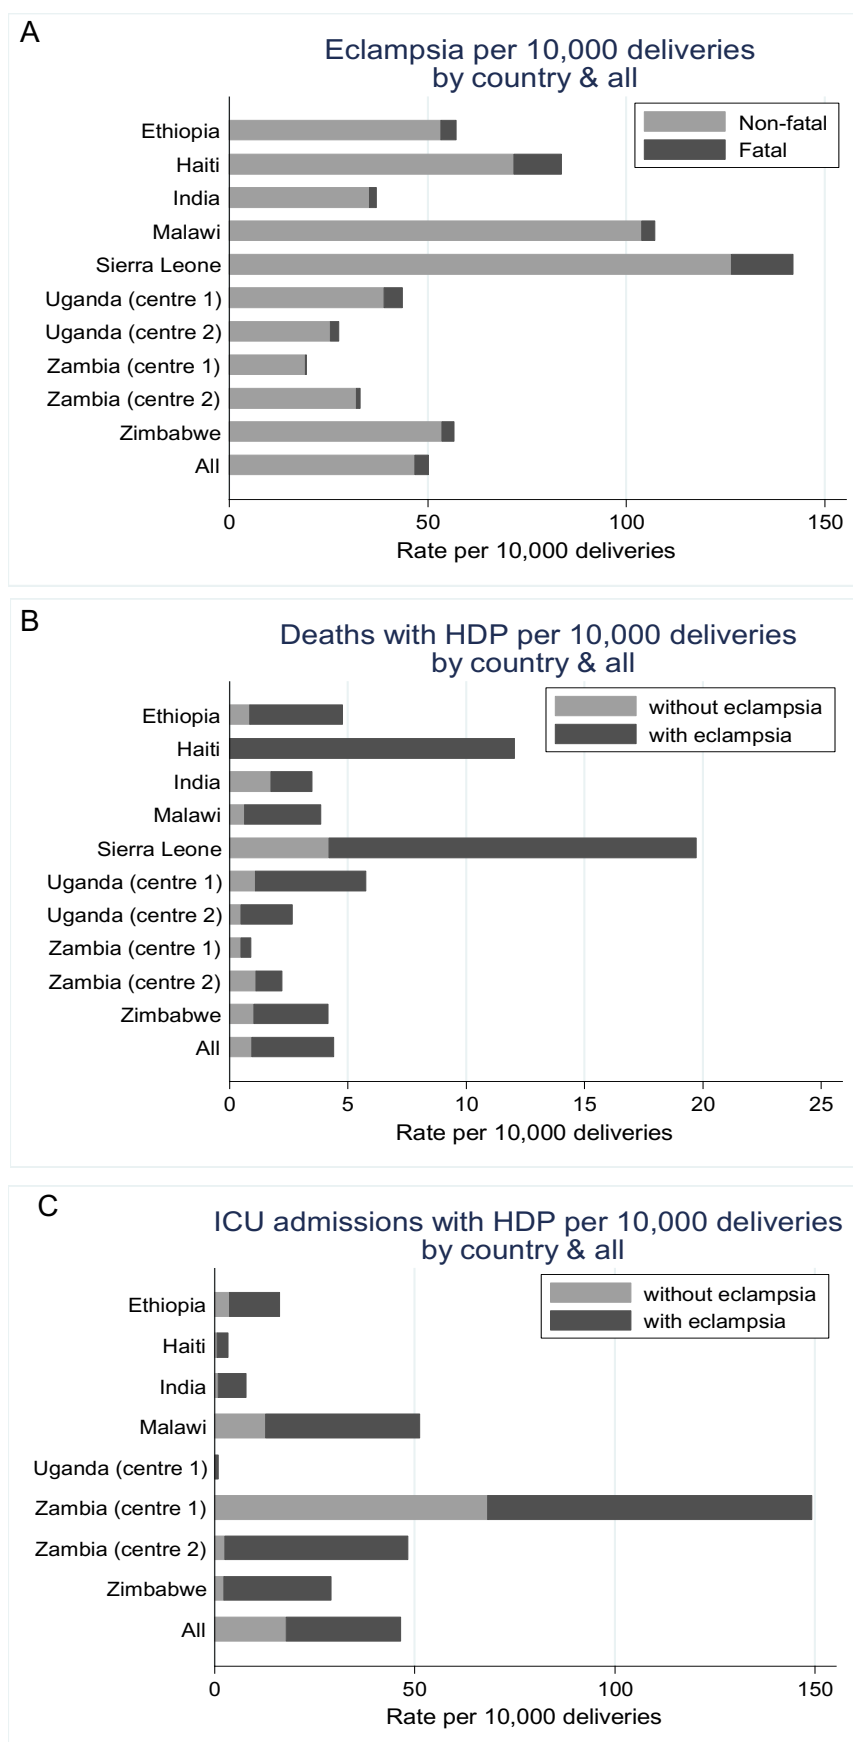 A
Eclampsia per 10,000 deliveries
by country & all
Non-fatal
Fatal
Ethiopia
Haiti
India
Malawi
Sierra Leone
Uganda (centre 1)
Uganda (centre 2)
Zambia (centre 1)
Zambia (centre 2)
Zimbabwe
All
0 50 100 150
Rate per 10,000 deliveries
B
Deaths with HDP per 10,000 deliveries
by country & all
without eclampsia
with eclampsia
Ethiopia
Haiti
India
Malawi
Sierra Leone
Uganda (centre 1)
Uganda (centre 2)
Zambia (centre 1)
Zambia (centre 2)
Zimbabwe
All
0 5 10 15 20 25
Rate per 10,000 deliveries
C
ICU admissions with HDP per 10,000 deliveries
by country & all
without eclampsia
with eclampsia
Ethiopia
Haiti
India
Malawi
Uganda (centre 1)
Zambia (centre 1)
Zambia (centre 2)
Zimbabwe
All
0 50 100 150
Rate per 10,000 deliveries